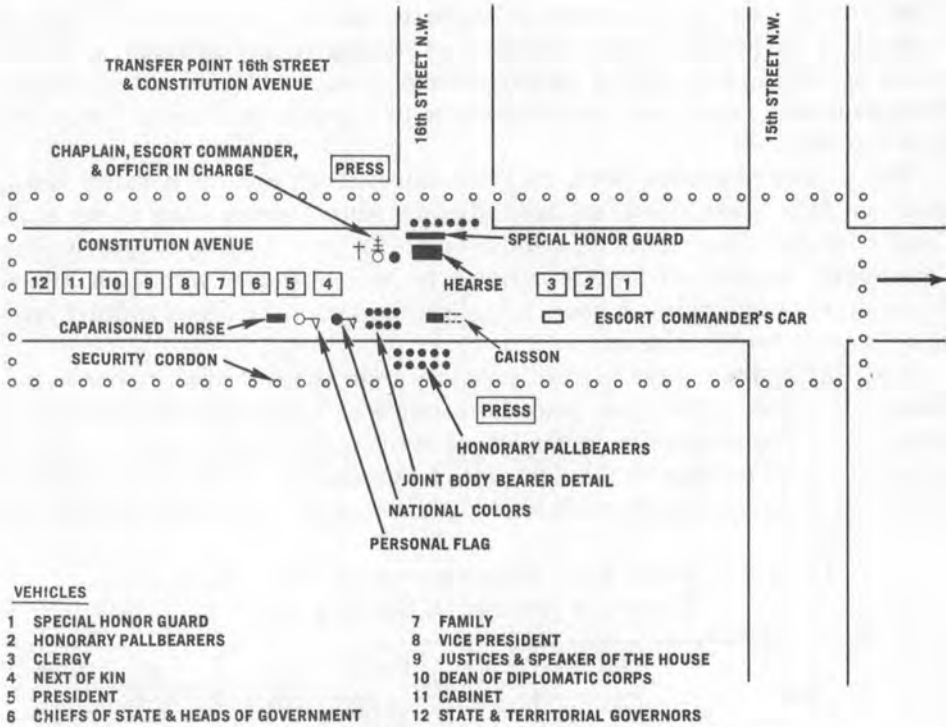 TRANSFER POINT 16th STREET
& CONSTITUTION AVENUE
16th STREET N.W.
15th STREET N.W.
CHAPLAIN, ESCORT COMMANDER,
& OFFICER IN CHARGE
PRESS
CONSTITUTION AVENUE
SPECIAL HONOR GUARD
HEARSE
12 11 10 9 8 7 6 5 4 3 2 1
CAPARISONED HORSE
ESCORT COMMANDER'S CAR
SECURITY CORDON
CAISSON
PRESS
HONORARY PALLBEARERS
JOINT BODY BEARER DETAIL
NATIONAL COLORS
PERSONAL FLAG
VEHICLES
1 SPECIAL HONOR GUARD
2 HONORARY PALLBEARERS
3 CLERGY
4 NEXT OF KIN
5 PRESIDENT
6 CHIEFS OF STATE & HEADS OF GOVERNMENT
7 FAMILY
8 VICE PRESIDENT
9 JUSTICES & SPEAKER OF THE HOUSE
10 DEAN OF DIPLOMATIC CORPS
11 CABINET
12 STATE & TERRITORIAL GOVERNORS